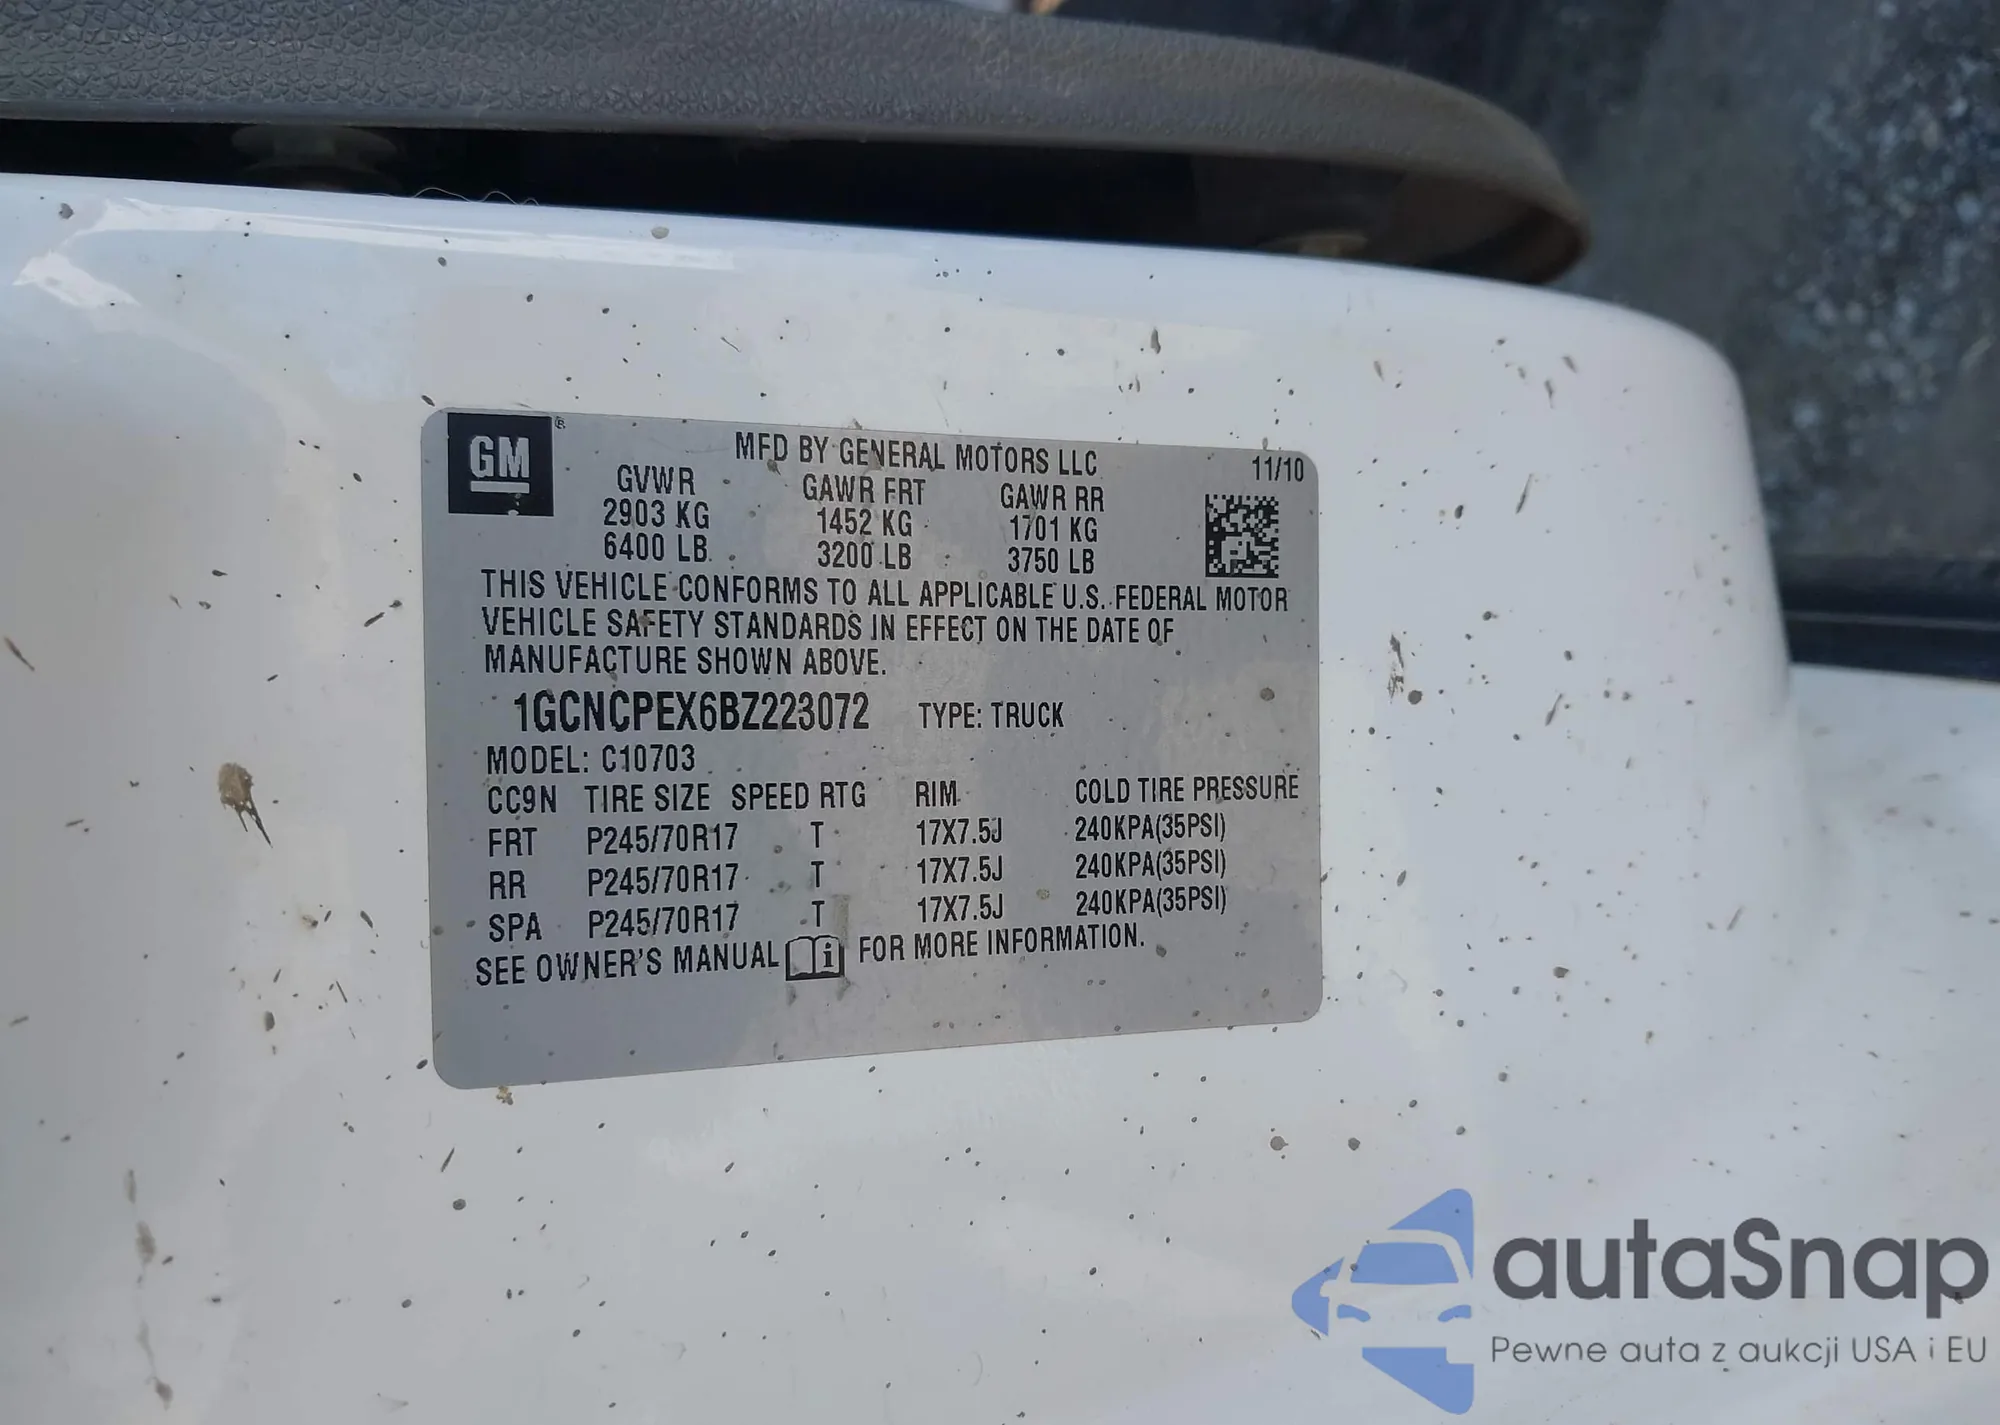 GM ®
MFD BY GENERAL MOTORS LLC 11/10
GVWR GAWR FRT GAWR RR
2903 KG 1452 KG 1701 KG
6400 LB 3200 LB 3750 LB
THIS VEHICLE CONFORMS TO ALL APPLICABLE U.S. FEDERAL MOTOR
VEHICLE SAFETY STANDARDS IN EFFECT ON THE DATE OF
MANUFACTURE SHOWN ABOVE.
1GCNCPEX6BZ223072 TYPE: TRUCK
MODEL: C10703
CC9N TIRE SIZE SPEED RTG RIM COLD TIRE PRESSURE
FRT P245/70R17 T 17X7.5J 240KPA(35PSI)
RR P245/70R17 T 17X7.5J 240KPA(35PSI)
SPA P245/70R17 T 17X7.5J 240KPA(35PSI)
SEE OWNER'S MANUAL i FOR MORE INFORMATION.
autaSnap
Pewne auta z aukcji USA i EU